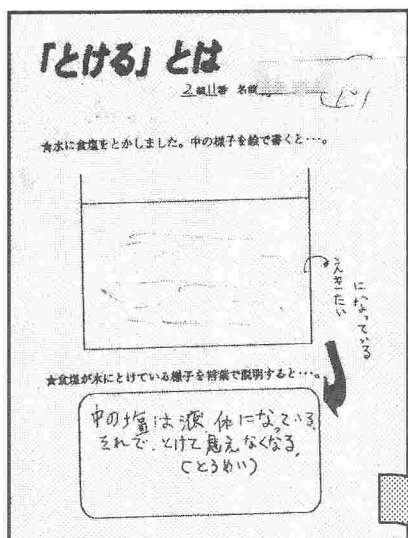 「とける」とは
2組11番 名前
★水に食塩をとかしました。中の様子を絵で書くと…。
えきたい
になっている
★食塩が水にとけている様子を言葉で説明すると…。
中の塩は液体になっている。
それで、とけて見えなくなる。
(とうめい)